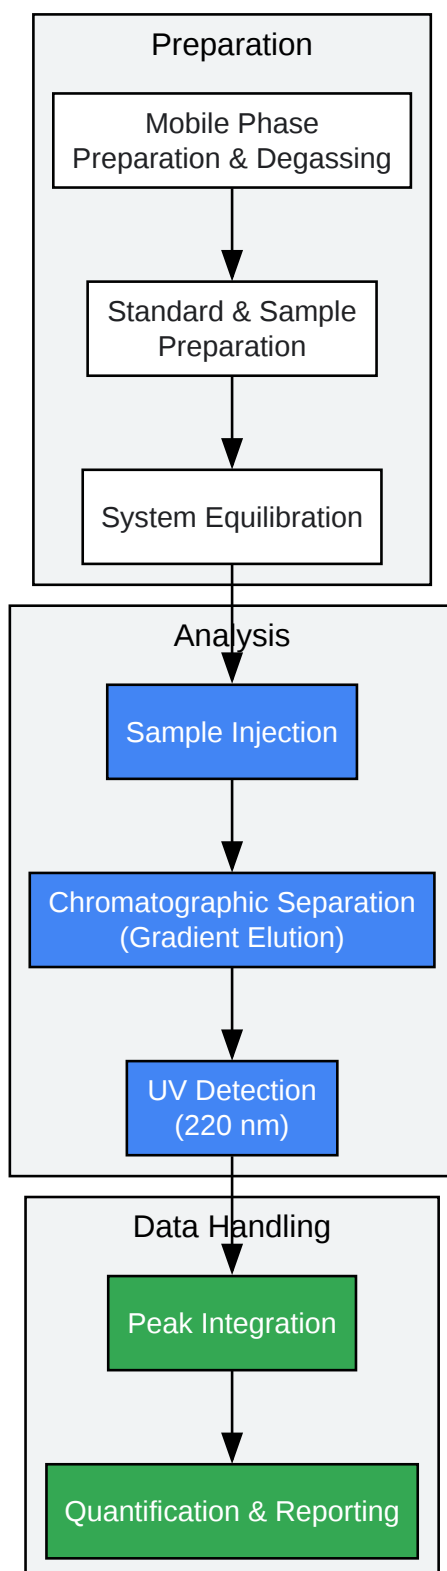 Preparation
Mobile Phase
Preparation & Degassing
Standard & Sample
Preparation
System Equilibration
Analysis
Sample Injection
Chromatographic Separation
(Gradient Elution)
UV Detection
(220 nm)
Data Handling
Peak Integration
Quantification & Reporting